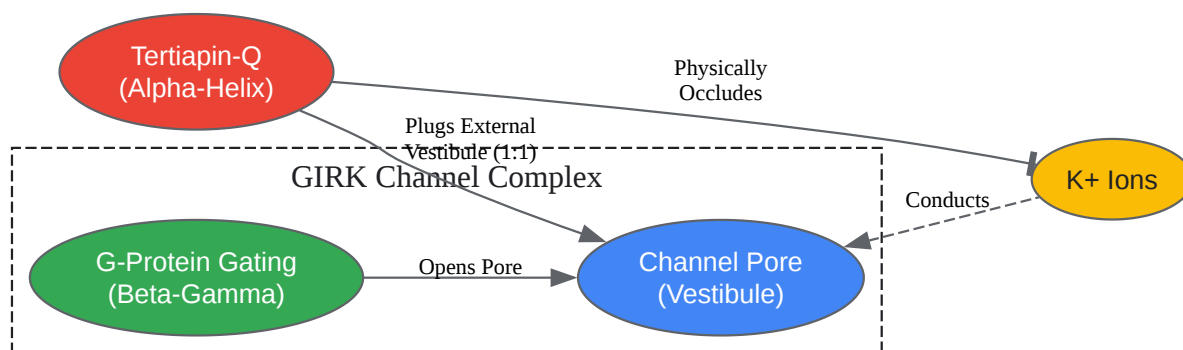 Tertiapin-Q
(Alpha-Helix)
Physically
Occludes
Plugs External
Vestibule (1:1)
GIRK Channel Complex
K+ Ions
Conducts
G-Protein Gating
(Beta-Gamma)
Opens Pore
Channel Pore
(Vestibule)